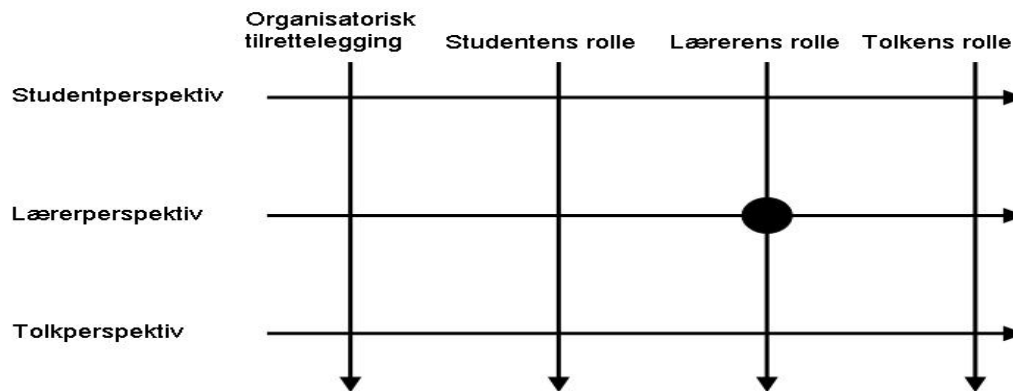 Organisatorisk
tilrettelegging
Studentens rolle
Lærerens rolle
Tolkens rolle
Studentperspektiv
Lærerperspektiv
Tolkperspektiv